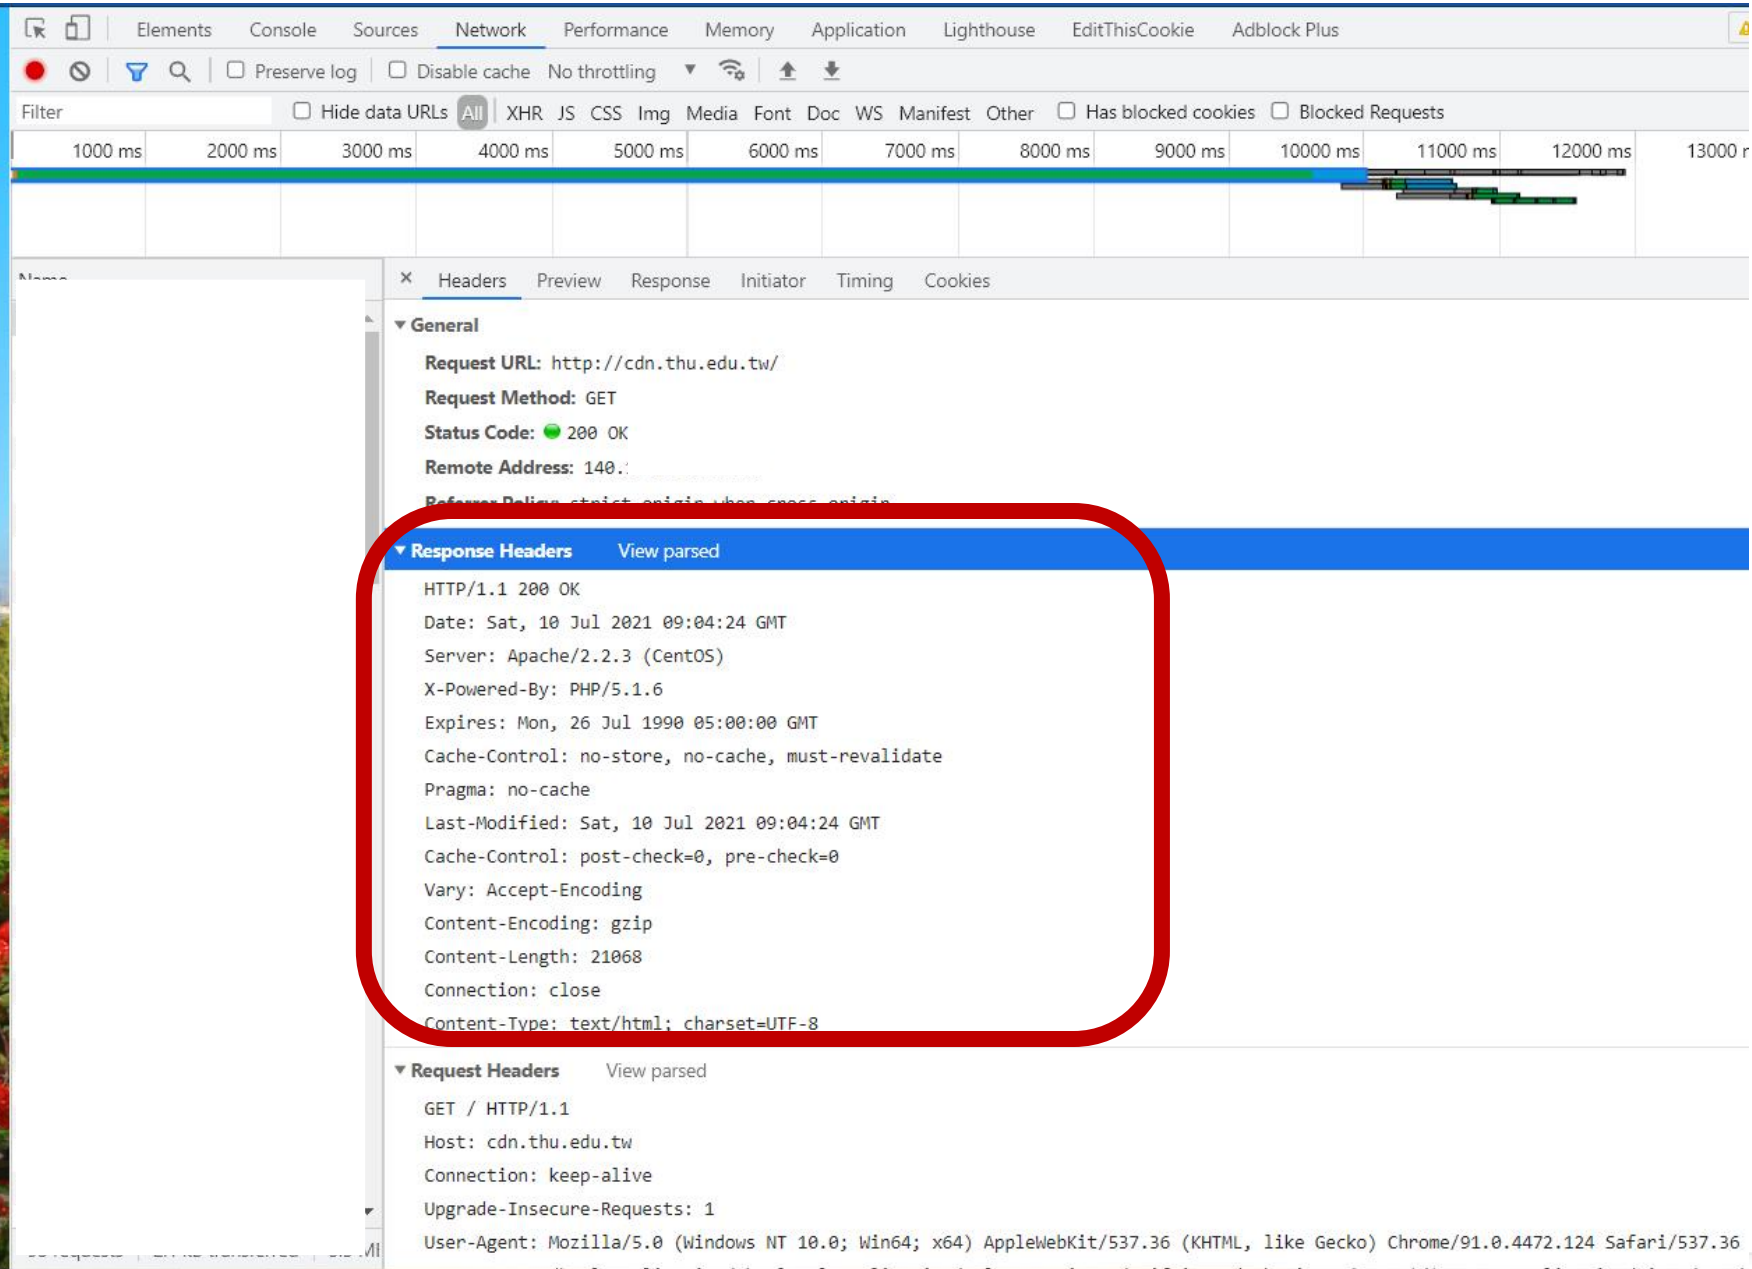 Elements Console Sources Network Performance Memory Application Lighthouse EditThisCookie Adblock Plus
Preserve log Disable cache No throttling
Filter Hide data URLs All XHR JS CSS Img Media Font Doc WS Manifest Other Has blocked cookies Blocked Requests
1000 ms 2000 ms 3000 ms 4000 ms 5000 ms 6000 ms 7000 ms 8000 ms 9000 ms 10000 ms 11000 ms 12000 ms 13000
Name
× Headers Preview Response Initiator Timing Cookies
General
Request URL: http://cdn.thu.edu.tw/
Request Method: GET
Status Code: 200 OK
Remote Address: 140.
Referrer Policy: strict-origin-when-cross-origin
Response Headers View parsed
HTTP/1.1 200 OK
Date: Sat, 10 Jul 2021 09:04:24 GMT
Server: Apache/2.2.3 (CentOS)
X-Powered-By: PHP/5.1.6
Expires: Mon, 26 Jul 1990 05:00:00 GMT
Cache-Control: no-store, no-cache, must-revalidate
Pragma: no-cache
Last-Modified: Sat, 10 Jul 2021 09:04:24 GMT
Cache-Control: post-check=0, pre-check=0
Vary: Accept-Encoding
Content-Encoding: gzip
Content-Length: 21068
Connection: close
Content-Type: text/html; charset=UTF-8
Request Headers View parsed
GET / HTTP/1.1
Host: cdn.thu.edu.tw
Connection: keep-alive
Upgrade-Insecure-Requests: 1
User-Agent: Mozilla/5.0 (Windows NT 10.0; Win64; x64) AppleWebKit/537.36 (KHTML, like Gecko) Chrome/91.0.4472.124 Safari/537.36